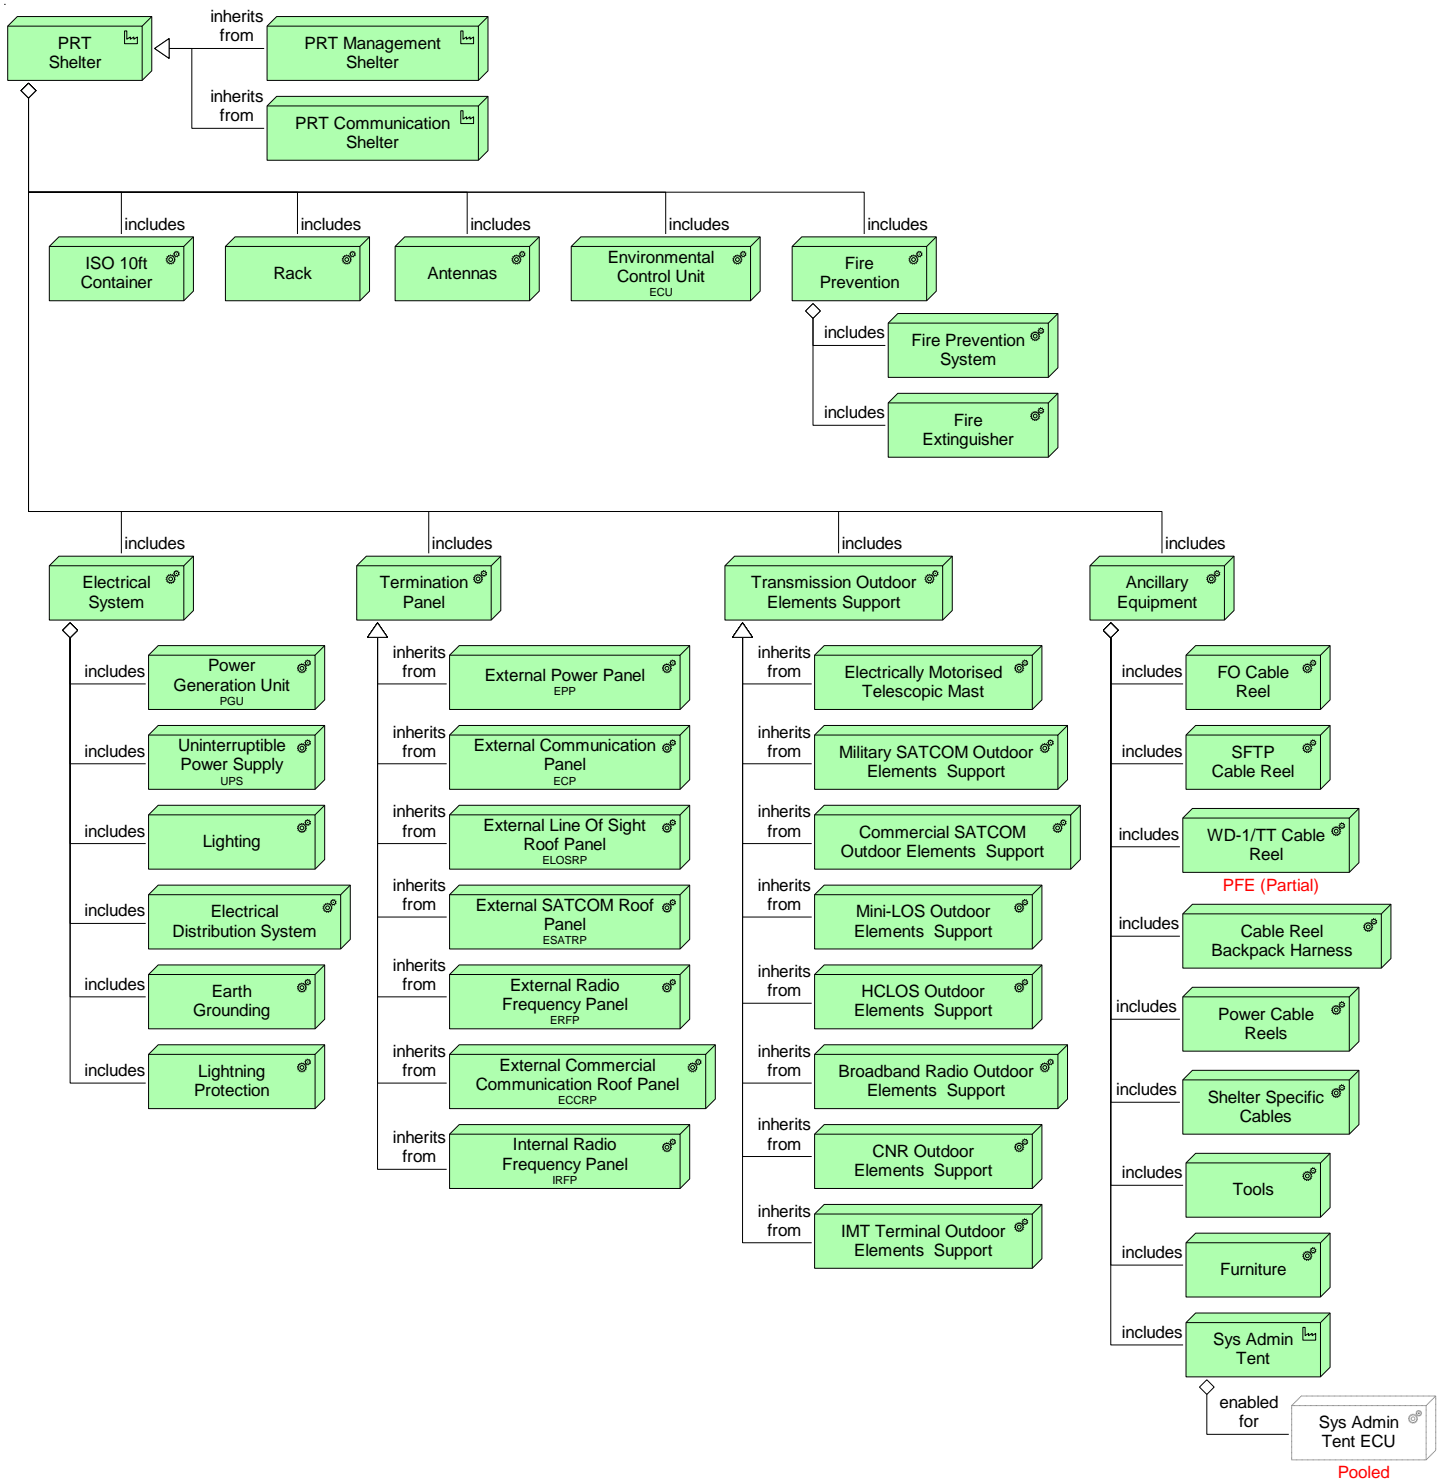 inherits
from
PRT
Shelter
PRT Management
Shelter
inherits
from
PRT Communication
Shelter
includes
includes
includes
includes
includes
ISO 10ft
Container
Rack
Antennas
Environmental
Control Unit
ECU
Fire
Prevention
includes
Fire Prevention
System
includes
Fire
Extinguisher
includes
includes
includes
includes
Electrical
System
Termination
Panel
Transmission Outdoor
Elements Support
Ancillary
Equipment
includes
Power
Generation Unit
PGU
includes
Uninterruptible
Power Supply
UPS
includes
Lighting
includes
Electrical
Distribution System
includes
Earth
Grounding
includes
Lightning
Protection
inherits
from
External Power Panel
EPP
inherits
from
External Communication
Panel
ECP
inherits
from
External Line Of Sight
Roof Panel
ELOSRP
inherits
from
External SATCOM Roof
Panel
ESATRP
inherits
from
External Radio
Frequency Panel
ERFP
inherits
from
External Commercial
Communication Roof Panel
ECCRP
inherits
from
Internal Radio
Frequency Panel
IRFP
inherits
from
Electrically Motorised
Telescopic Mast
inherits
from
Military SATCOM Outdoor
Elements  Support
inherits
from
Commercial SATCOM
Outdoor Elements  Support
inherits
from
Mini-LOS Outdoor
Elements  Support
inherits
from
HCLOS Outdoor
Elements  Support
inherits
from
Broadband Radio Outdoor
Elements  Support
inherits
from
CNR Outdoor
Elements  Support
inherits
from
IMT Terminal Outdoor
Elements  Support
includes
FO Cable
Reel
includes
SFTP
Cable Reel
includes
WD-1/TT Cable
Reel
PFE (Partial)
includes
Cable Reel
Backpack Harness
includes
Power Cable
Reels
includes
Shelter Specific
Cables
includes
Tools
includes
Furniture
includes
Sys Admin
Tent
enabled
for
Sys Admin
Tent ECU
Pooled